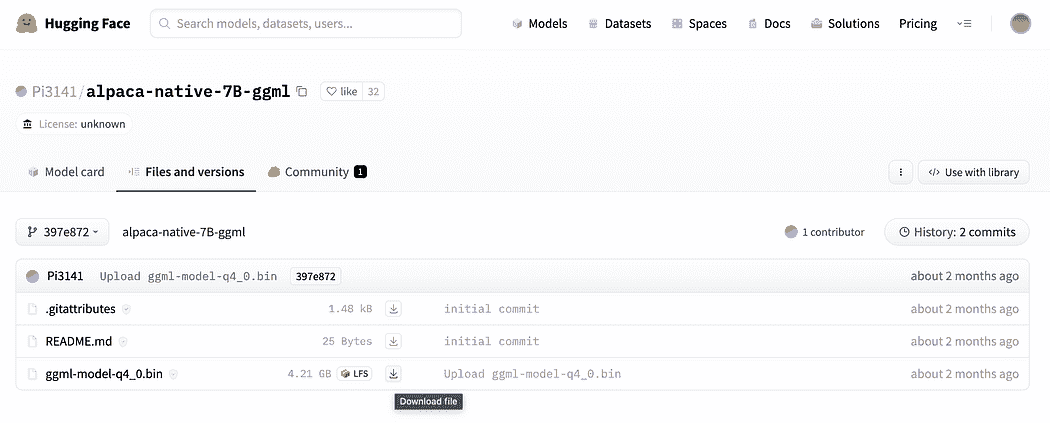 Hugging Face Search models, datasets, users... Models Datasets Spaces Docs Solutions Pricing
Pi3141/alpaca-native-7B-ggml like 32
License: unknown
Model card Files and versions Community 1 Use with library
397e872 alpaca-native-7B-ggml 1 contributor History: 2 commits
Pi3141 Upload ggml-model-q4_0.bin 397e872 about 2 months ago
.gitattributes 1.48 kB initial commit about 2 months ago
README.md 25 Bytes initial commit about 2 months ago
ggml-model-q4_0.bin 4.21 GB LFS Upload ggml-model-q4_0.bin about 2 months ago
Download file